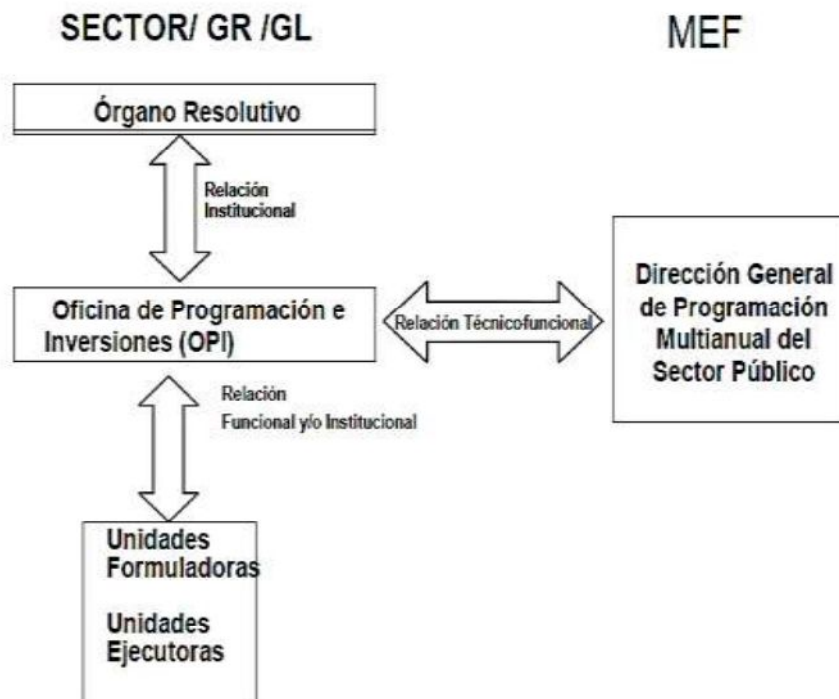 SECTOR/ GR /GL
MEF
Órgano Resolutivo
Relación
Institucional
Oficina de Programación e
Inversiones (OPI)
Relación Técnicofuncional
Dirección General
de Programación
Multianual del
Sector Público
Relación
Funcional y/o Institucional
Unidades
Formuladoras
Unidades
Ejecutoras